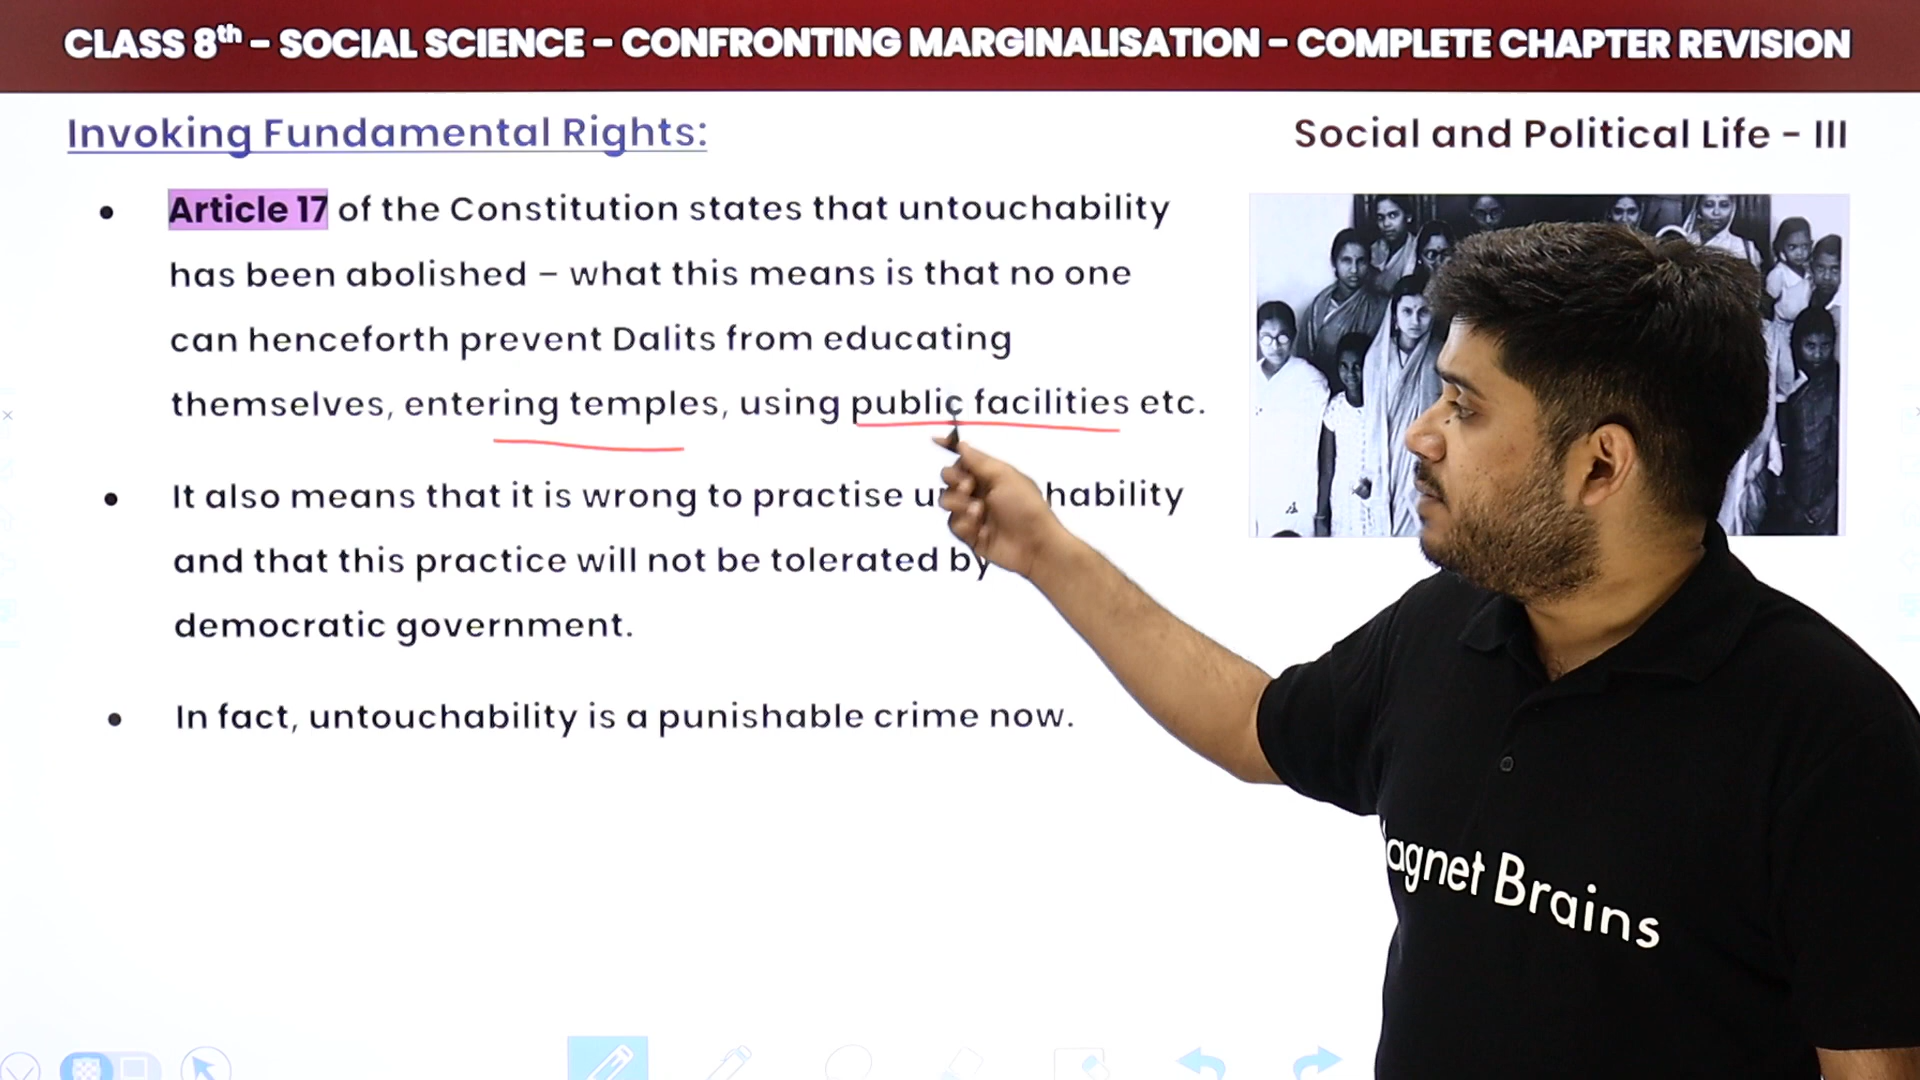 CLASS 8th – SOCIAL SCIENCE – CONFRONTING MARGINALISATION – COMPLETE CHAPTER REVISION
Invoking Fundamental Rights:
Social and Political Life – III
• Article 17 of the Constitution states that untouchability
has been abolished – what this means is that no one
can henceforth prevent Dalits from educating
themselves, entering temples, using public facilities etc.
• It also means that it is wrong to practise
and that this practice will not be tolerated by
democratic government.
• In fact, untouchability is a punishable crime now.
agnet Brains